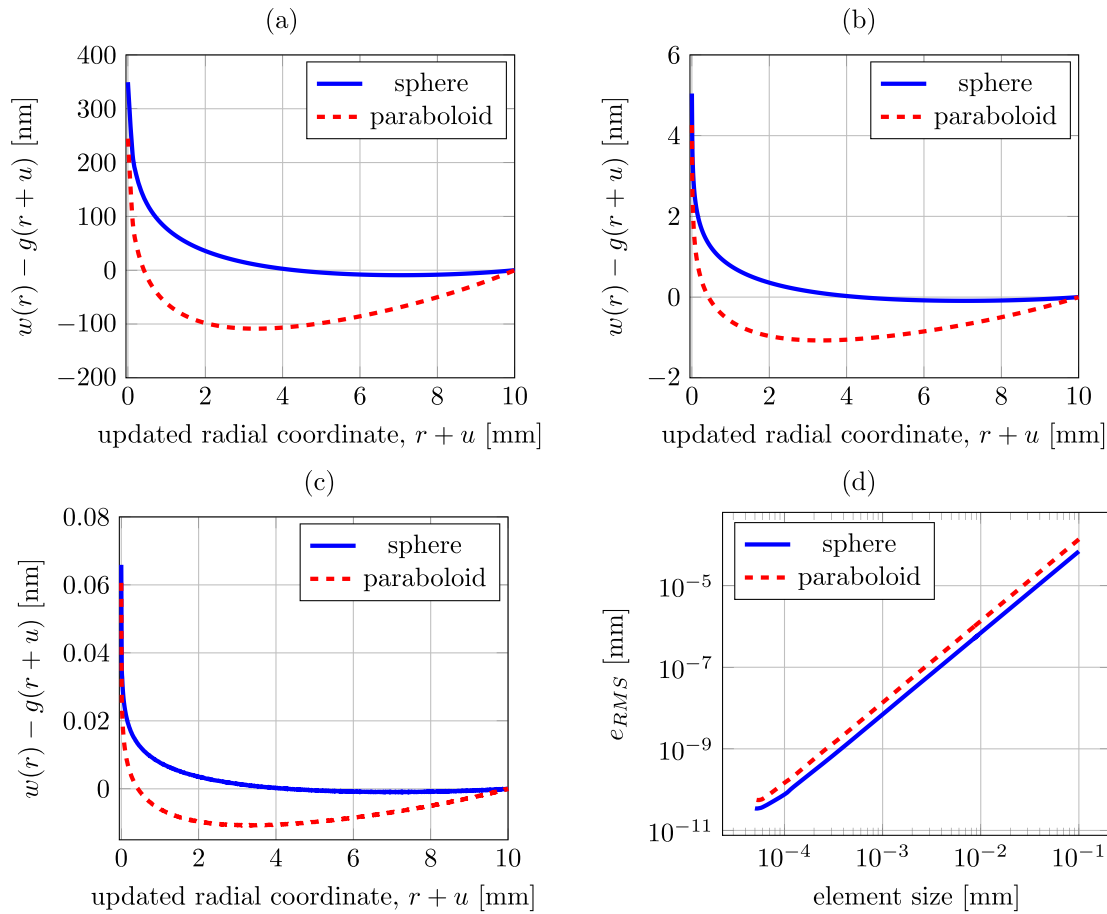 (a)
400
300
200
100
0
−100
−200
0 2 4 6 8 10
w(r) − g(r + u) [nm]
updated radial coordinate, r + u [mm]
sphere
paraboloid
(b)
6
4
2
0
−2
0 2 4 6 8 10
w(r) − g(r + u) [nm]
updated radial coordinate, r + u [mm]
sphere
paraboloid
(c)
0.08
0.06
0.04
0.02
0
0 2 4 6 8 10
w(r) − g(r + u) [nm]
updated radial coordinate, r + u [mm]
sphere
paraboloid
(d)
10⁻⁵
10⁻⁷
10⁻⁹
10⁻¹¹
10⁻⁴ 10⁻³ 10⁻² 10⁻¹
e_{RMS} [mm]
element size [mm]
sphere
paraboloid